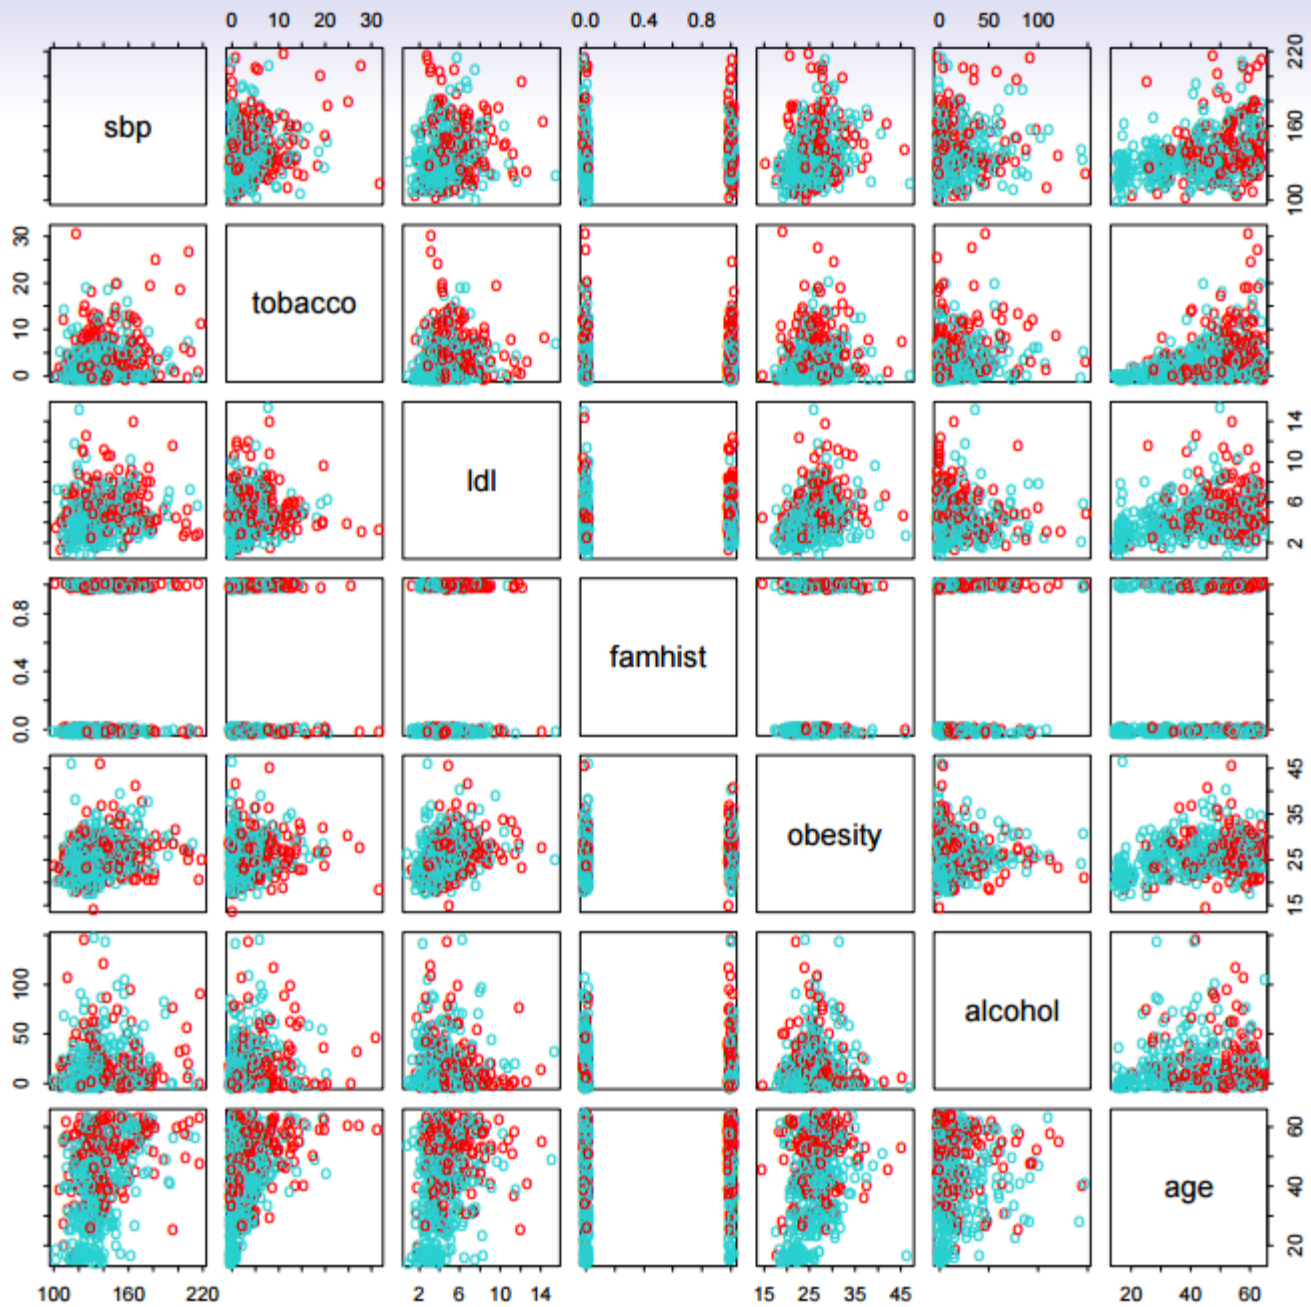 0 10 20 30 0.0 0.4 0.8 0 50 100
sbp 100 160 220
0 10 20 30 tobacco
ldl 2 6 10 14
0.0 0.4 0.8 famhist
obesity 15 25 35 45
0 50 100 alcohol
age 20 40 60
100 160 220 2 6 10 14 15 25 35 45 20 40 60